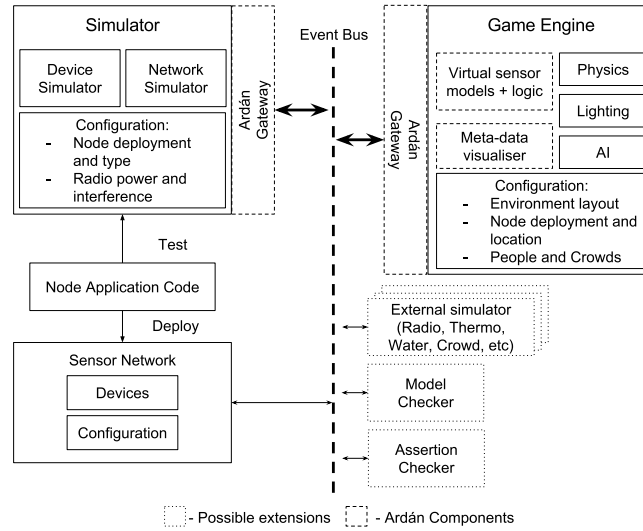 Simulator
Device
Simulator
Network
Simulator
Configuration:
- Node deployment
and type
- Radio power and
interference
Ardán
Gateway
Event Bus
Ardán
Gateway
Game Engine
Virtual sensor
models + logic
Meta-data
visualiser
Physics
Lighting
AI
Configuration:
- Environment layout
- Node deployment and
location
- People and Crowds
Test
Node Application Code
Deploy
Sensor Network
Devices
Configuration
External simulator
(Radio, Thermo,
Water, Crowd, etc)
Model
Checker
Assertion
Checker
- Possible extensions
- Ardán Components